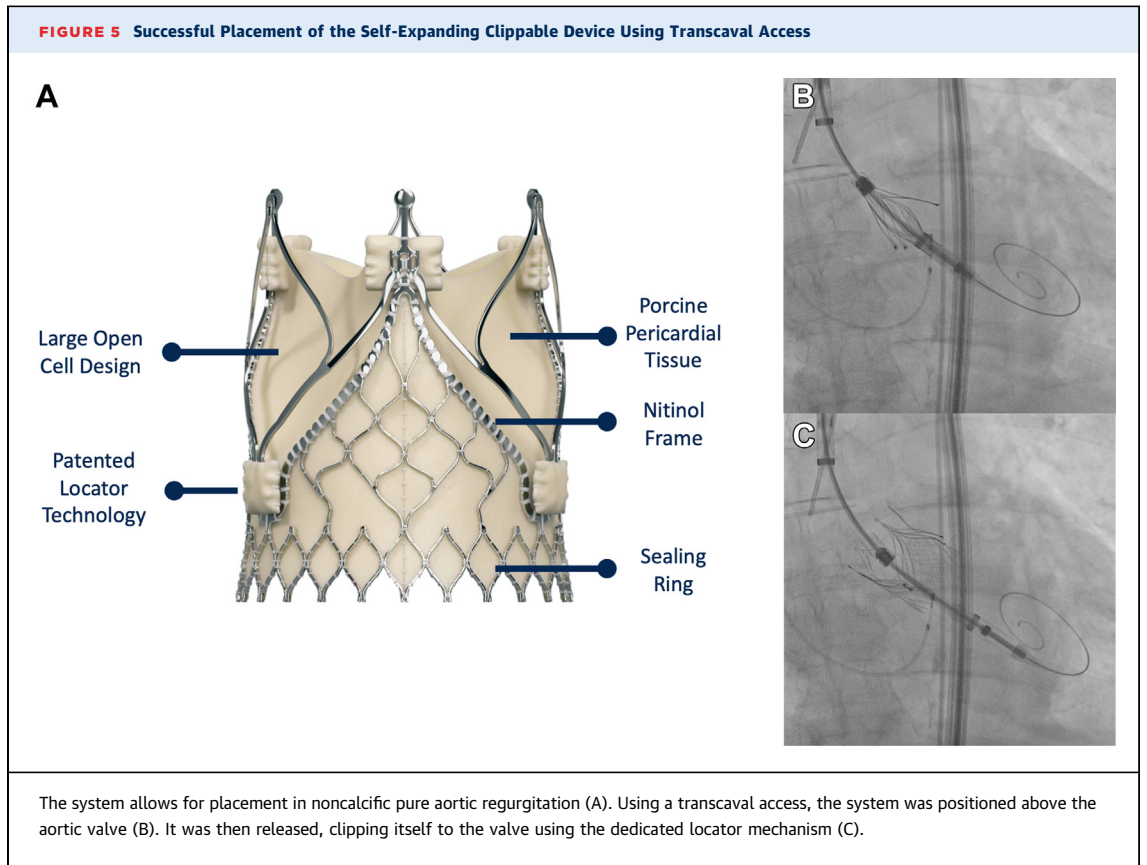 FIGURE 5 Successful Placement of the Self-Expanding Clippable Device Using Transcaval Access
A
Large Open
Cell Design
Patented
Locator
Technology
Porcine
Pericardial
Tissue
Nitinol
Frame
Sealing
Ring
B
C
The system allows for placement in noncalcific pure aortic regurgitation (A). Using a transcaval access, the system was positioned above the
aortic valve (B). It was then released, clipping itself to the valve using the dedicated locator mechanism (C).